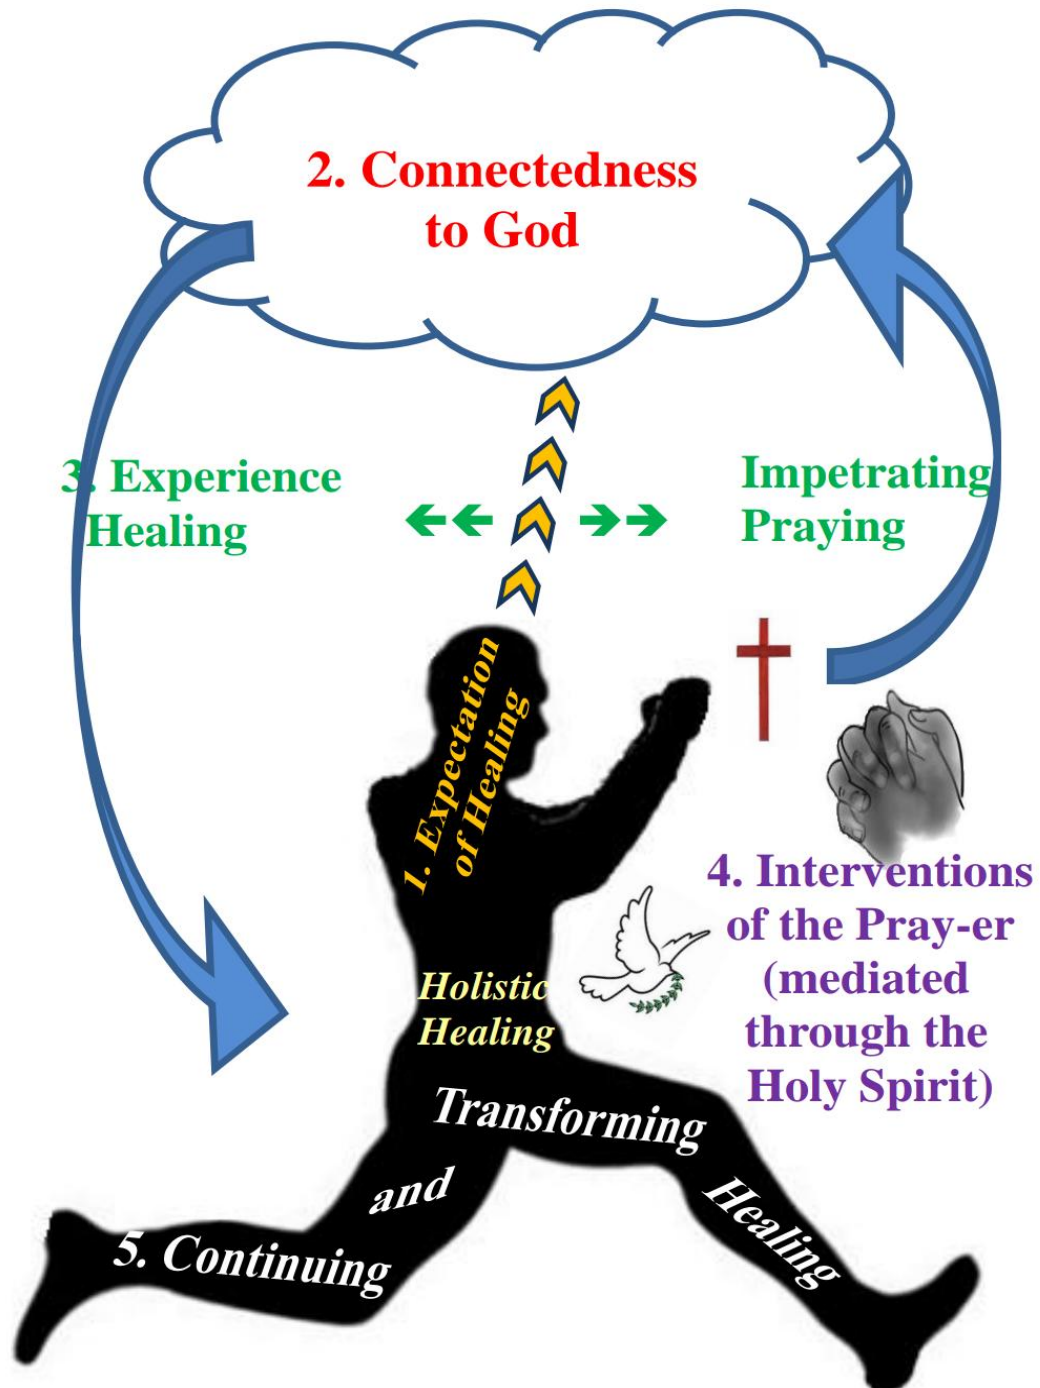 2. Connectedness
to God
3. Experience
Healing
Impetrating
Praying
1. Expectation
of Healing
4. Interventions
of the Pray-er
(mediated
through the
Holy Spirit)
Holistic
Healing
5. Continuing
and
Transforming
Healing